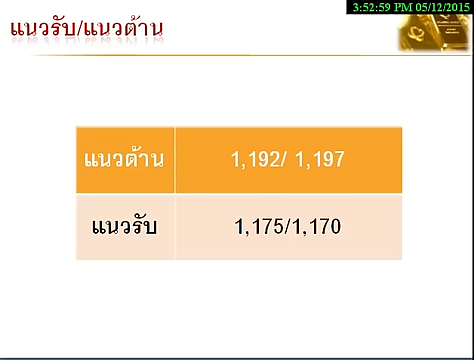 3:52:59 PM 05/12/2015
แนวรับ/แนวต้าน
แนวต้าน 1,192/ 1,197
แนวรับ 1,175/1,170